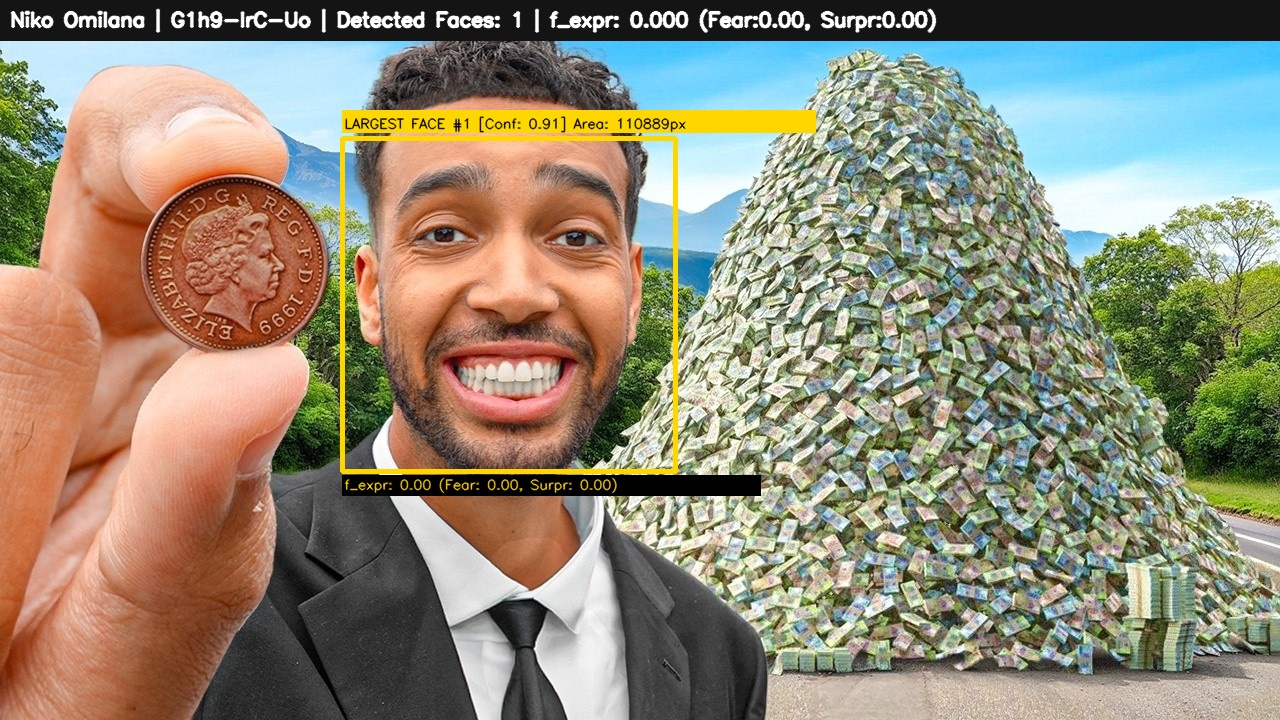 Niko Omilana | G1h9-IrC-Uo | Detected Faces: 1 | f_expr: 0.000 (Fear:0.00, Surpr:0.00)
LARGEST FACE #1 [Conf: 0.91] Area: 110889px
ELIZABETH·II·D·G REG·F·D·1999
f_expr: 0.00 (Fear: 0.00, Surpr: 0.00)